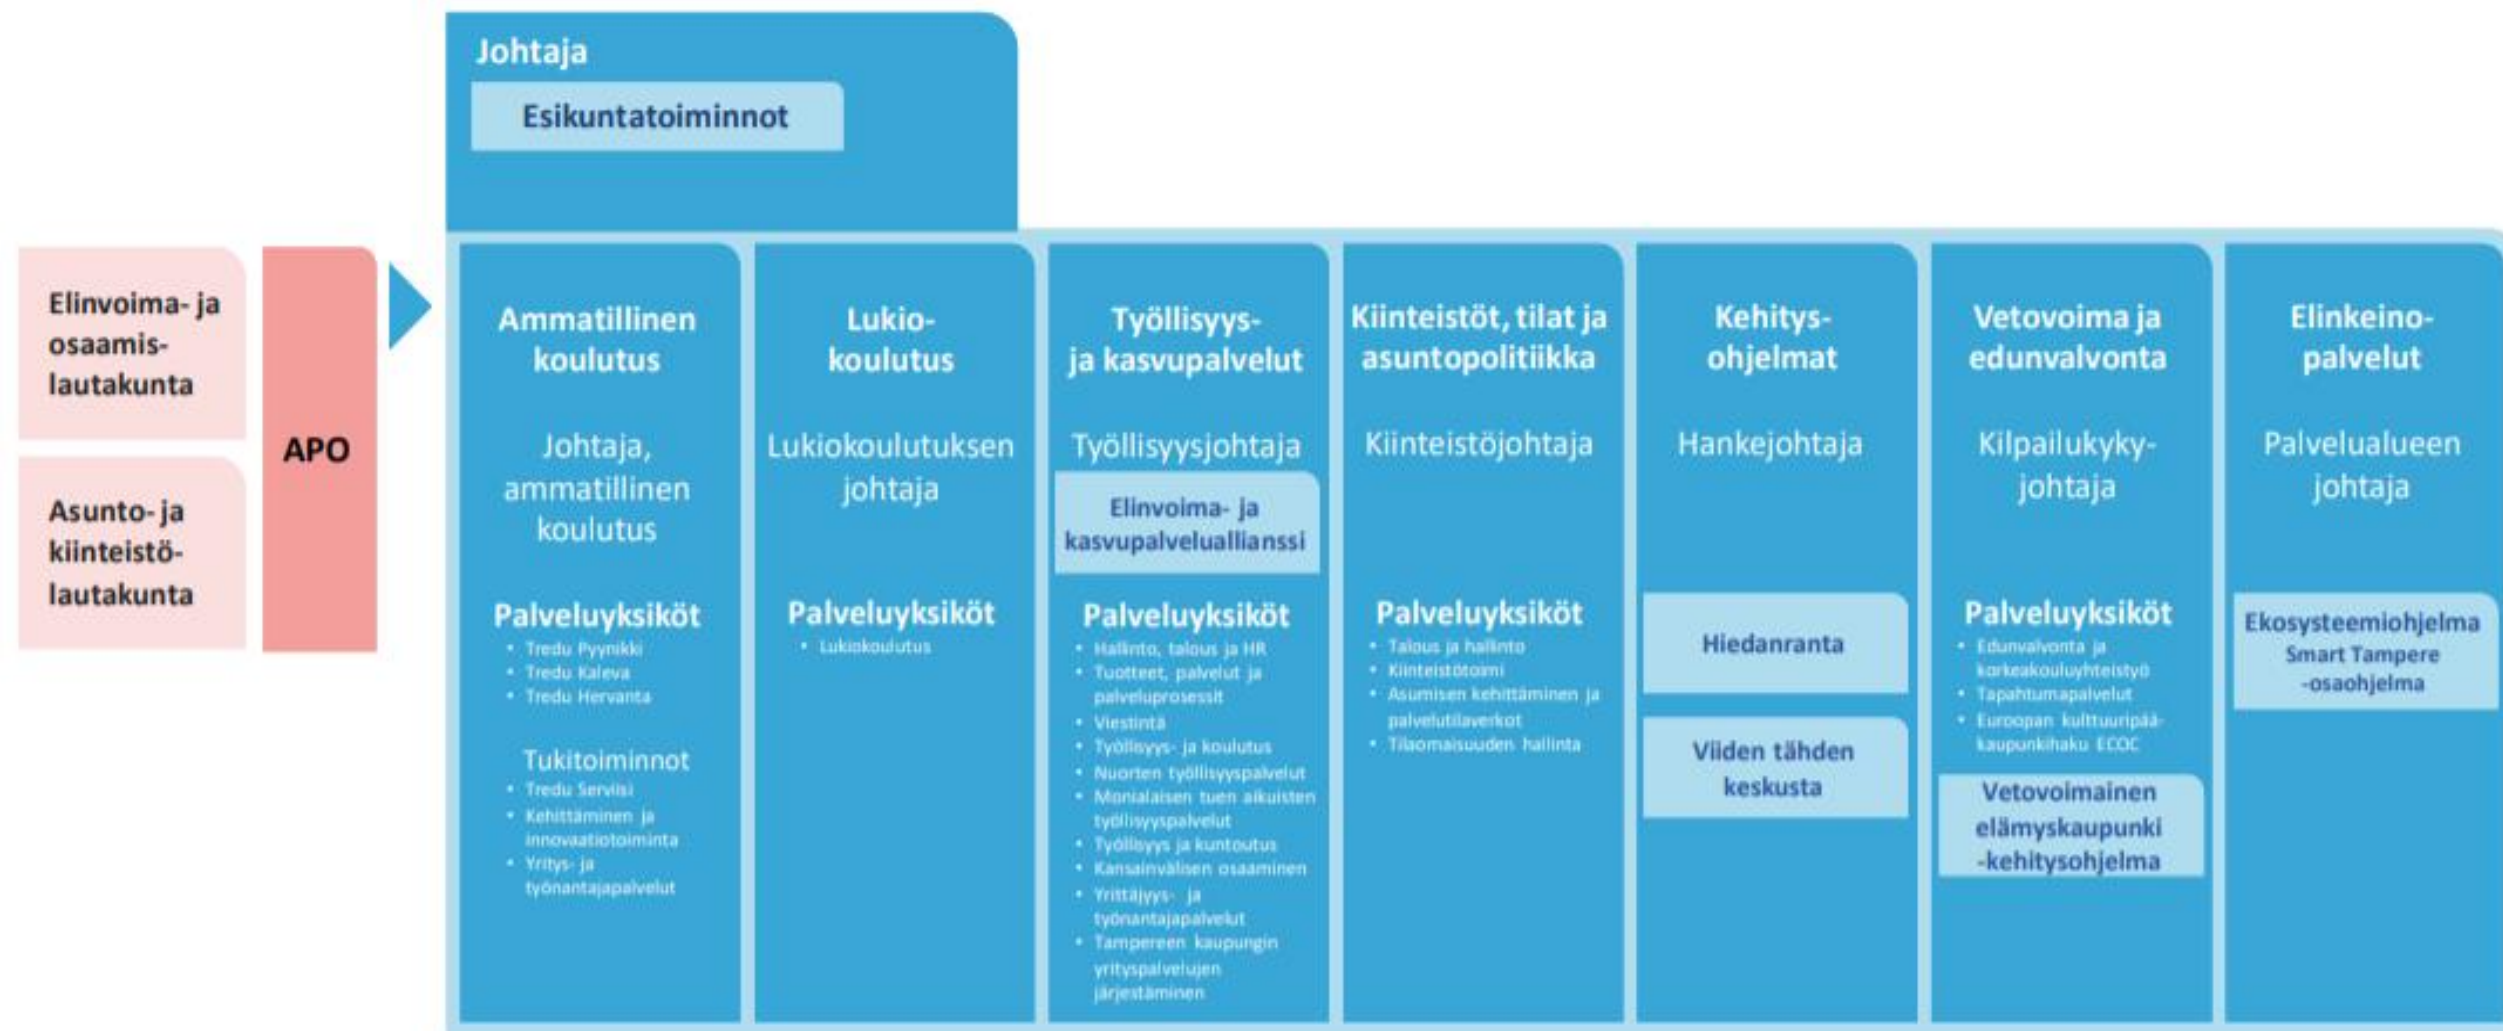 Johtaja
Esikuntatoiminnot
Elinvoima- ja
osaamis-
lautakunta
Asunto- ja
kiinteistö-
lautakunta
APO
Ammatillinen
koulutus
Johtaja,
ammatillinen
koulutus
Palveluyksiköt
• Tredu Pyynikki
• Tredu Kaleva
• Tredu Hervanta
Tukitoiminnot
• Tredu Serviisi
• Kehittäminen ja
innovaatiotoiminta
• Yritys- ja
työnantajapalvelut
Lukio-
koulutus
Lukiokoulutuksen
johtaja
Palveluyksiköt
• Lukiokoulutus
Työllisyys-
ja kasvupalvelut
Työllisyysjohtaja
Elinvoima- ja
kasvupalveluallianssi
Palveluyksiköt
• Hallinto, talous ja HR
• Tuotteet, palvelut ja
palveluprosessit
• Viestintä
• Työllisyys- ja koulutus
• Nuorten työllisyyspalvelut
• Monialaisen tuen aikuisten
työllisyyspalvelut
• Työllisyys ja kuntoutus
• Kansainvälisen osaaminen
• Yrittäjyys- ja
työnantajapalvelut
• Tampereen kaupungin
yrityspalvelujen
järjestäminen
Kiinteistöt, tilat ja
asuntopolitiikka
Kiinteistöjohtaja
Palveluyksiköt
• Talous ja hallinto
• Kiinteistötoimi
• Asumisen kehittäminen ja
palvelutilaverkot
• Tilaomaisuuden hallinta
Kehitys-
ohjelmat
Hankejohtaja
Hiedanranta
Viiden tähden
keskusta
Vetovoima ja
edunvalvonta
Kilpailukyky-
johtaja
Palveluyksiköt
• Edunvalvonta ja
korkeakouluyhteistyö
• Tapahtumapalvelut
• Euroopan kulttuuripää-
kaupunkihaku ECOC
Vetovoimainen
elämyskaupunki
-kehitysohjelma
Elinkeino-
palvelut
Palvelualueen
johtaja
Ekosysteemiohjelma
Smart Tampere
-osaohjelma